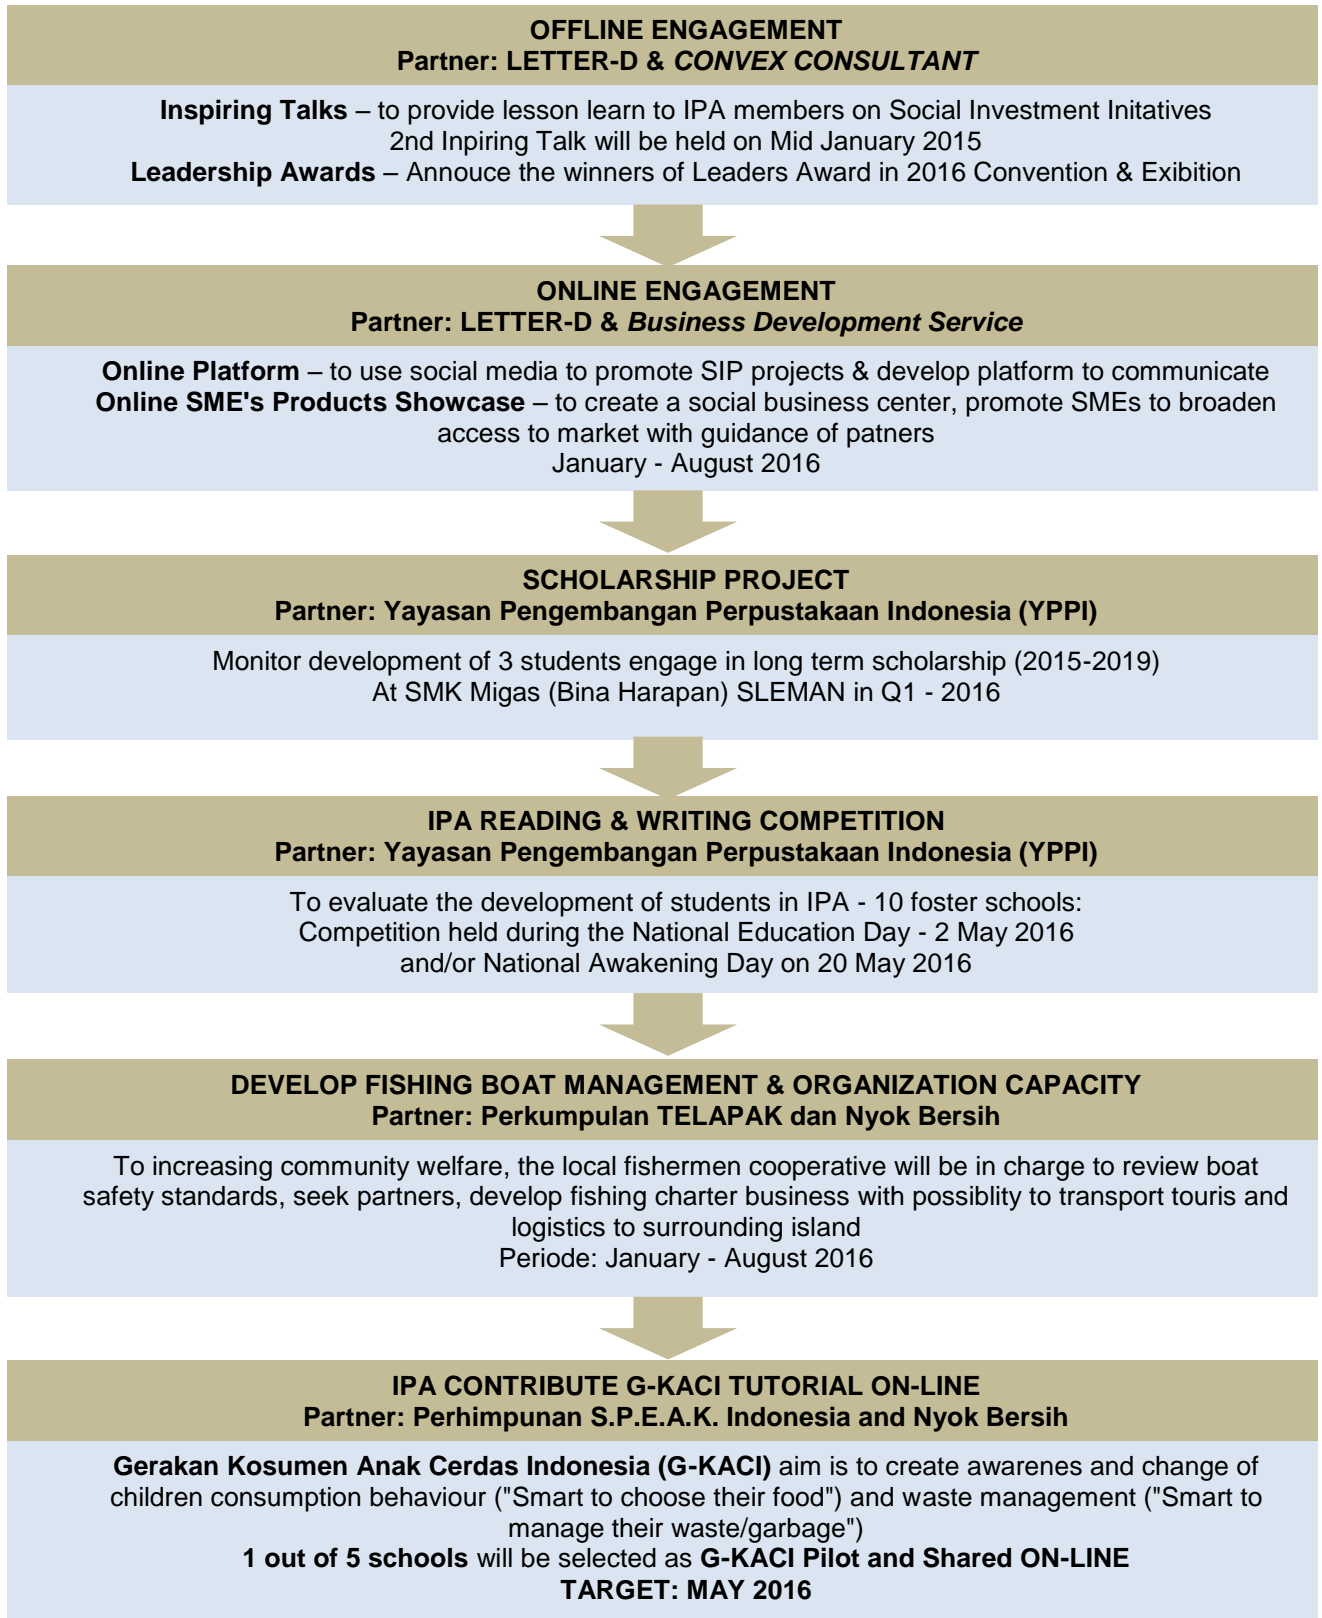 OFFLINE ENGAGEMENT
Partner: LETTER-D & CONVEX CONSULTANT
Inspiring Talks – to provide lesson learn to IPA members on Social Investment Initatives
2nd Inpiring Talk will be held on Mid January 2015
Leadership Awards – Annouce the winners of Leaders Award in 2016 Convention & Exibition
ONLINE ENGAGEMENT
Partner: LETTER-D & Business Development Service
Online Platform – to use social media to promote SIP projects & develop platform to communicate
Online SME's Products Showcase – to create a social business center, promote SMEs to broaden
access to market with guidance of patners
January - August 2016
SCHOLARSHIP PROJECT
Partner: Yayasan Pengembangan Perpustakaan Indonesia (YPPI)
Monitor development of 3 students engage in long term scholarship (2015-2019)
At SMK Migas (Bina Harapan) SLEMAN in Q1 - 2016
IPA READING & WRITING COMPETITION
Partner: Yayasan Pengembangan Perpustakaan Indonesia (YPPI)
To evaluate the development of students in IPA - 10 foster schools:
Competition held during the National Education Day - 2 May 2016
and/or National Awakening Day on 20 May 2016
DEVELOP FISHING BOAT MANAGEMENT & ORGANIZATION CAPACITY
Partner: Perkumpulan TELAPAK dan Nyok Bersih
To increasing community welfare, the local fishermen cooperative will be in charge to review boat
safety standards, seek partners, develop fishing charter business with possiblity to transport touris and
logistics to surrounding island
Periode: January - August 2016
IPA CONTRIBUTE G-KACI TUTORIAL ON-LINE
Partner: Perhimpunan S.P.E.A.K. Indonesia and Nyok Bersih
Gerakan Kosumen Anak Cerdas Indonesia (G-KACI) aim is to create awarenes and change of
children consumption behaviour ("Smart to choose their food") and waste management ("Smart to
manage their waste/garbage")
1 out of 5 schools will be selected as G-KACI Pilot and Shared ON-LINE
TARGET: MAY 2016